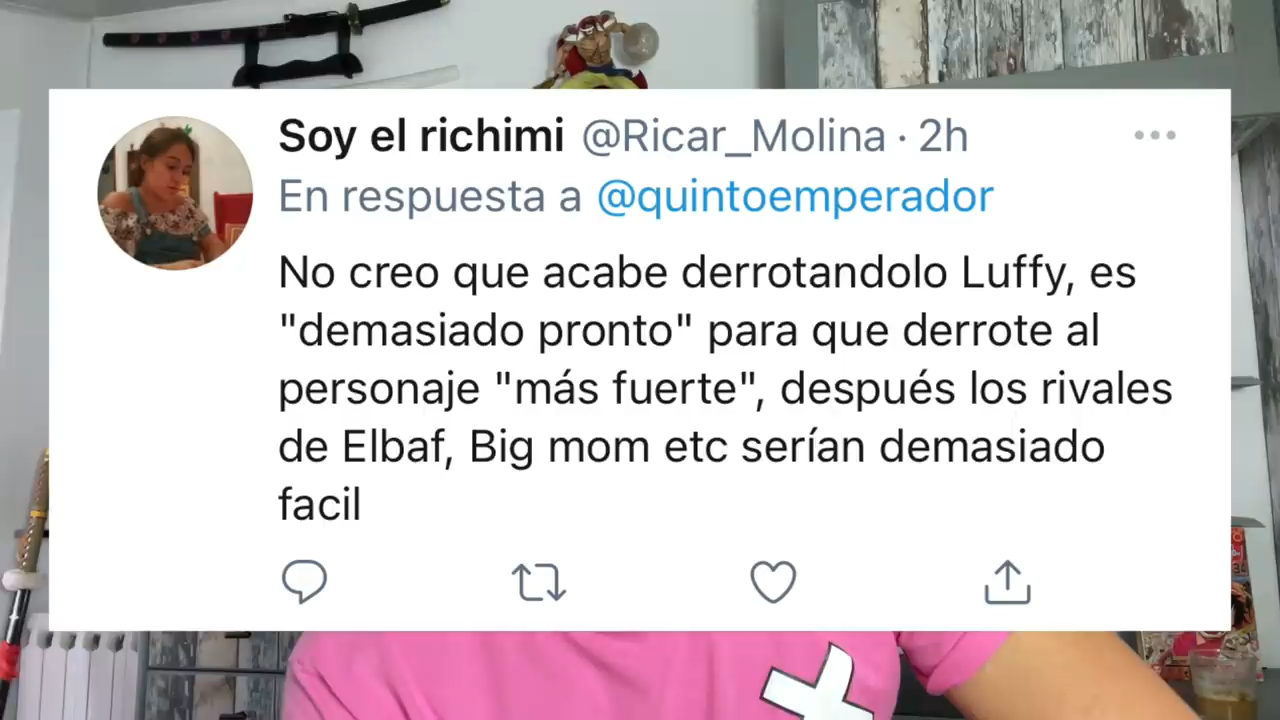 Soy el richimi @Ricar_Molina · 2h
En respuesta a @quintoemperador
No creo que acabe derrotandolo Luffy, es
"demasiado pronto" para que derrote al
personaje "más fuerte", después los rivales
de Elbaf, Big mom etc serían demasiado
facil